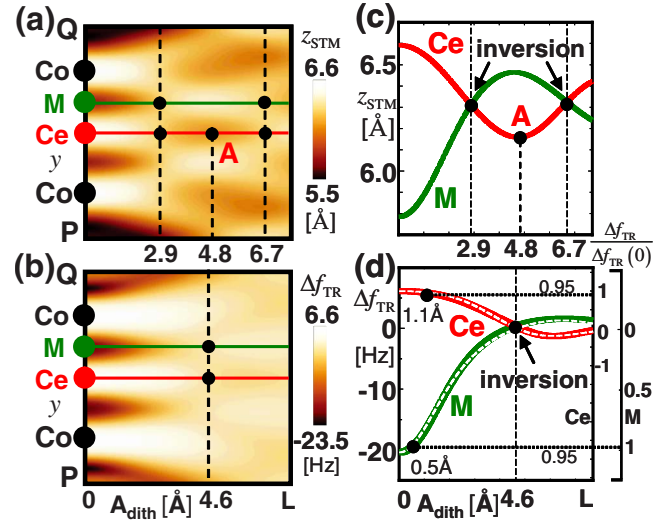 (a)
Q
Co
M
Ce
y
Co
P
A
2.9
4.8
6.7
z_STM
6.6
5.5
[Å]
(b)
Q
Co
M
Ce
y
Co
P
0
A_dith [Å]
4.6
L
Δf_TR
6.6
-23.5
[Hz]
(c)
Ce
inversion
6.5
z_STM
[Å]
A
6.0
M
2.9
4.8
6.7
Δf_TR
Δf_TR(0)
(d)
Δf_TR
0
[Hz]
-10
-20
1.1Å
Ce
0.95
inversion
M
0.5Å
0.95
1
0
-1
Ce
0
0.5
1
M
0
A_dith [Å]
4.6
L